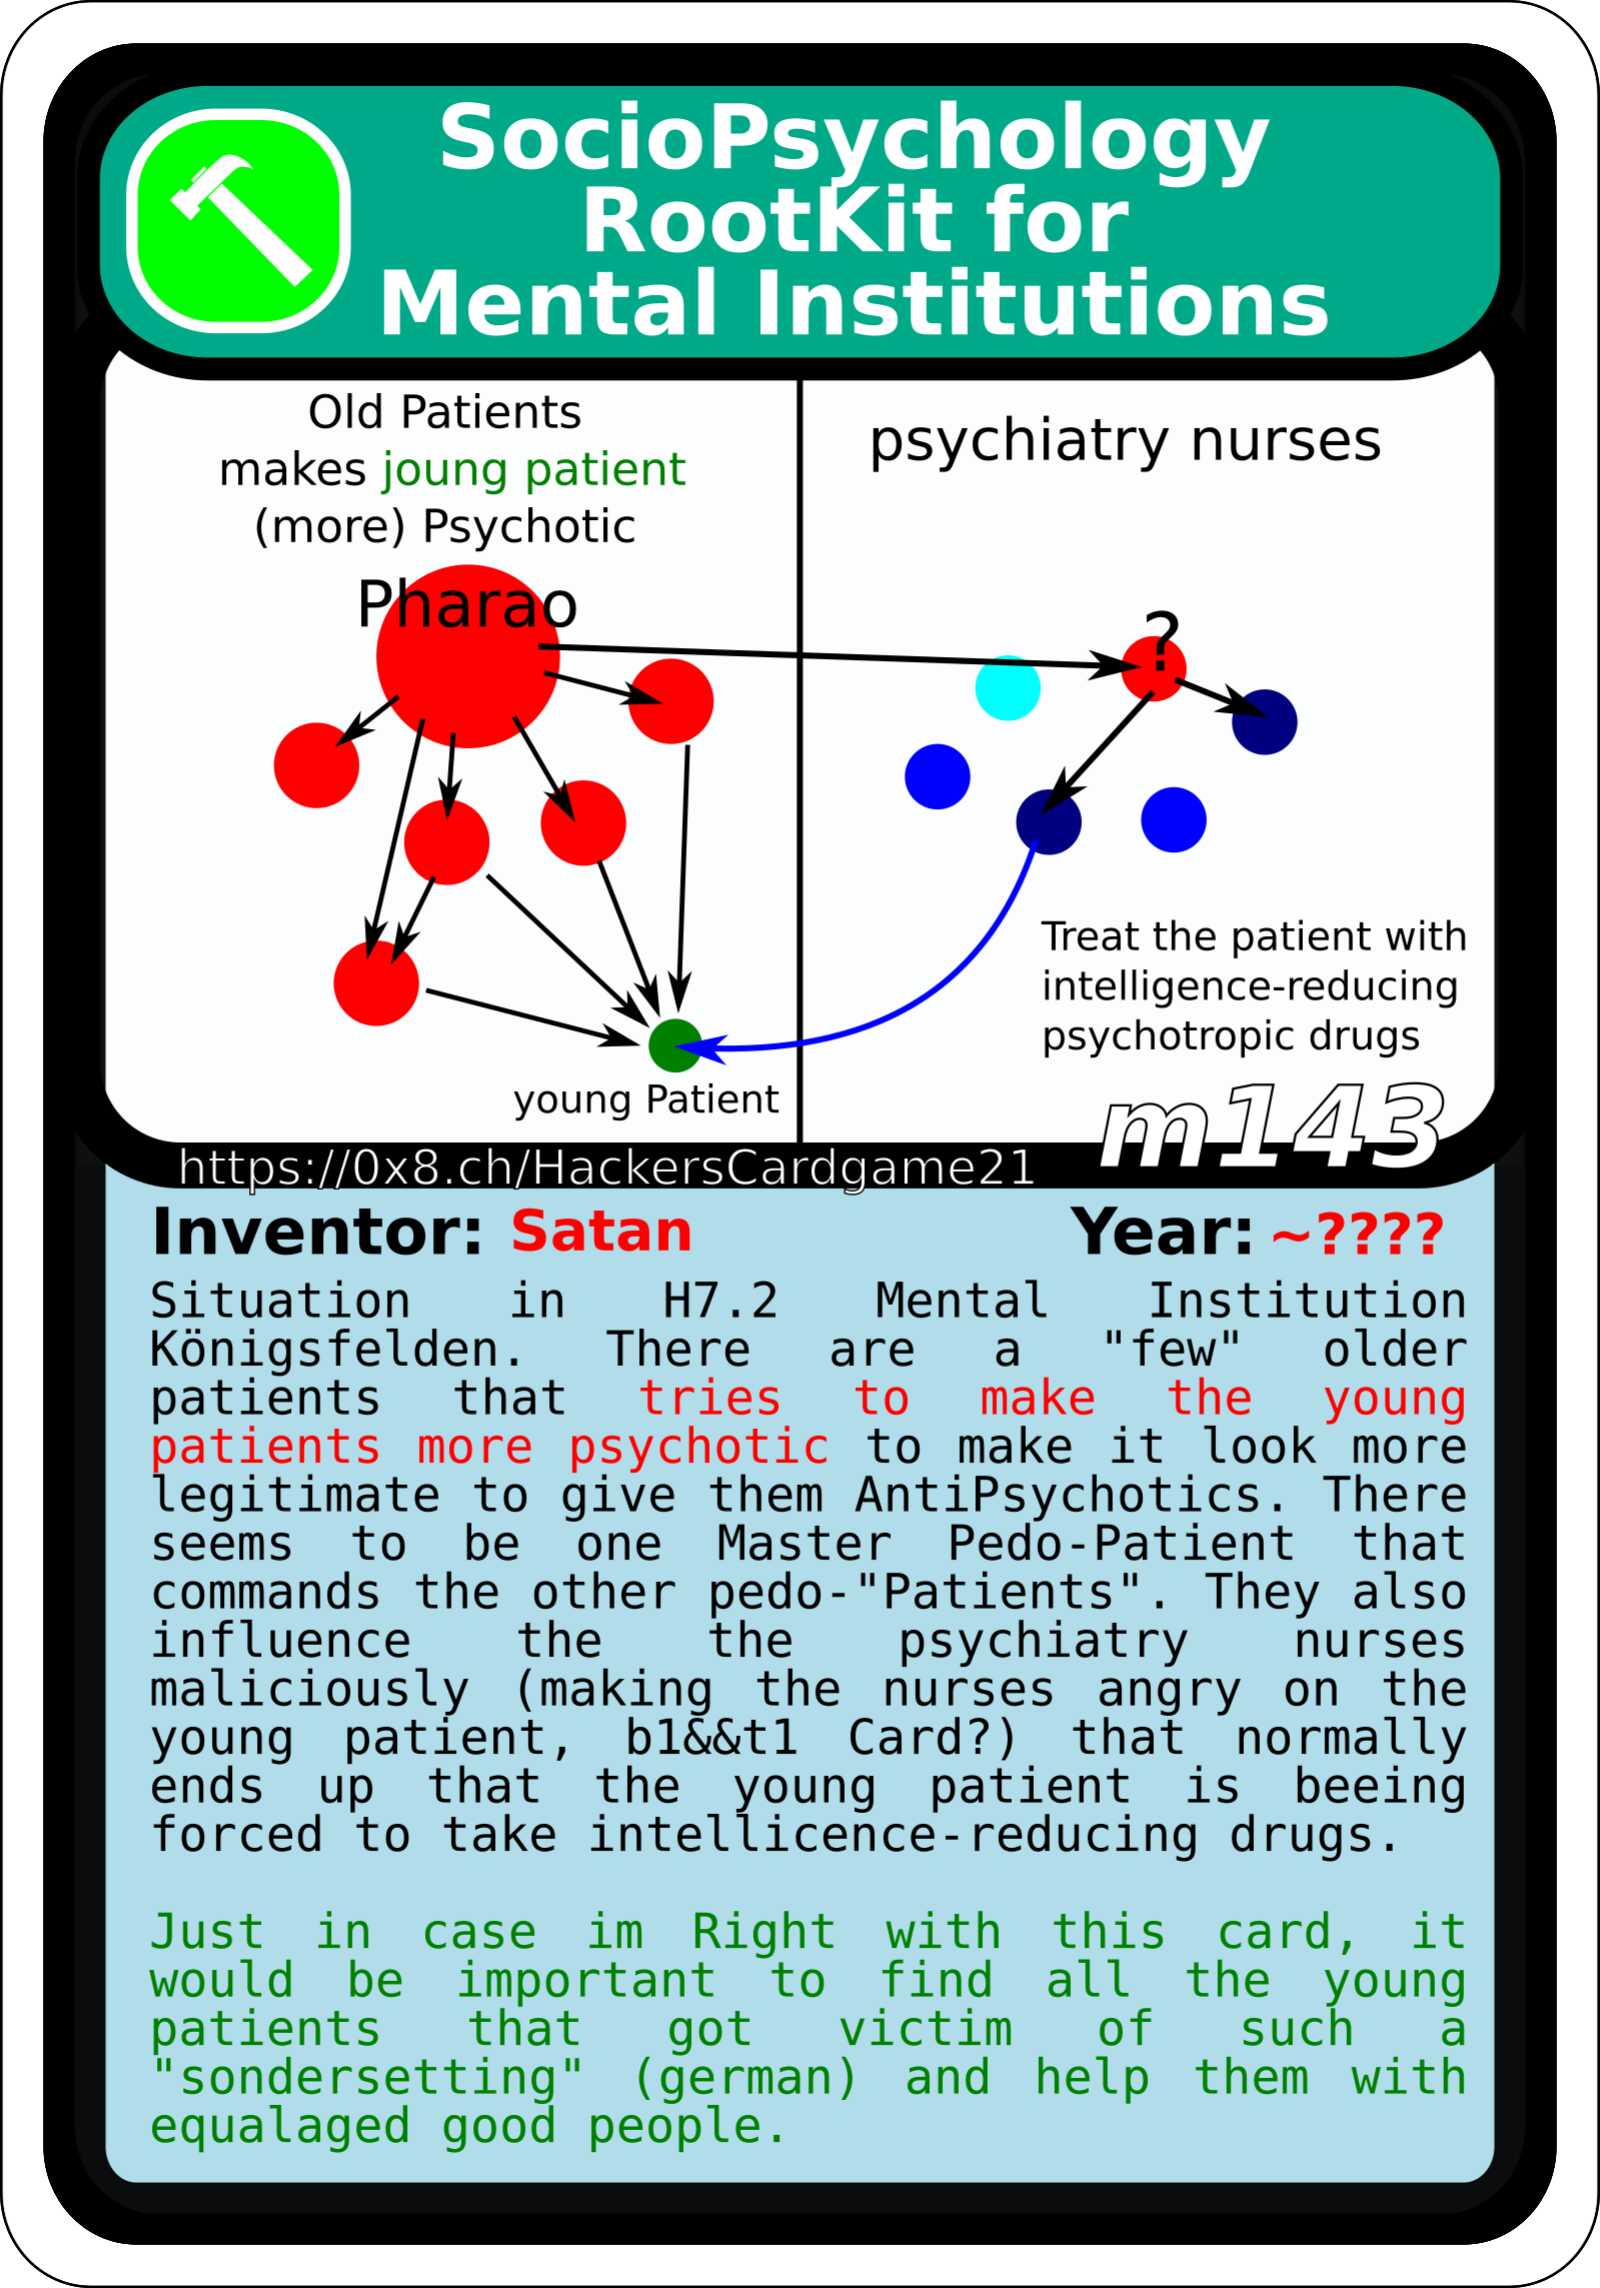 SocioPsychology
RootKit for
Mental Institutions
Old Patients
makes joung patient
(more) Psychotic
psychiatry nurses
Pharao
?
Treat the patient with
intelligence-reducing
psychotropic drugs
young Patient
m143
https://0x8.ch/HackersCardgame21
Inventor: Satan Year: ~????
Situation in H7.2 Mental Institution
Königsfelden. There are a "few" older
patients that tries to make the young
patients more psychotic to make it look more
legitimate to give them AntiPsychotics. There
seems to be one Master Pedo-Patient that
commands the other pedo-"Patients". They also
influence the the psychiatry nurses
maliciously (making the nurses angry on the
young patient, b1&&t1 Card?) that normally
ends up that the young patient is beeing
forced to take intellicence-reducing drugs.
Just in case im Right with this card, it
would be important to find all the young
patients that got victim of such a
"sondersetting" (german) and help them with
equalaged good people.